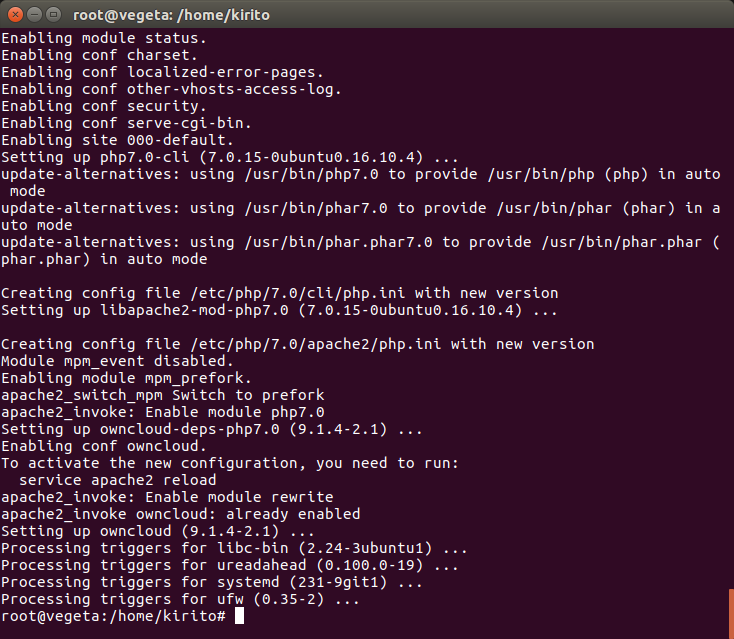 root@vegeta: /home/kirito
Enabling module status.
Enabling conf charset.
Enabling conf localized-error-pages.
Enabling conf other-vhosts-access-log.
Enabling conf security.
Enabling conf serve-cgi-bin.
Enabling site 000-default.
Setting up php7.0-cli (7.0.15-0ubuntu0.16.10.4) ...
update-alternatives: using /usr/bin/php7.0 to provide /usr/bin/php (php) in auto
 mode
update-alternatives: using /usr/bin/phar7.0 to provide /usr/bin/phar (phar) in a
uto mode
update-alternatives: using /usr/bin/phar.phar7.0 to provide /usr/bin/phar.phar (
phar.phar) in auto mode

Creating config file /etc/php/7.0/cli/php.ini with new version
Setting up libapache2-mod-php7.0 (7.0.15-0ubuntu0.16.10.4) ...

Creating config file /etc/php/7.0/apache2/php.ini with new version
Module mpm_event disabled.
Enabling module mpm_prefork.
apache2_switch_mpm Switch to prefork
apache2_invoke: Enable module php7.0
Setting up owncloud-deps-php7.0 (9.1.4-2.1) ...
Enabling conf owncloud.
To activate the new configuration, you need to run:
  service apache2 reload
apache2_invoke: Enable module rewrite
apache2_invoke owncloud: already enabled
Setting up owncloud (9.1.4-2.1) ...
Processing triggers for libc-bin (2.24-3ubuntu1) ...
Processing triggers for ureadahead (0.100.0-19) ...
Processing triggers for systemd (231-9git1) ...
Processing triggers for ufw (0.35-2) ...
root@vegeta:/home/kirito#